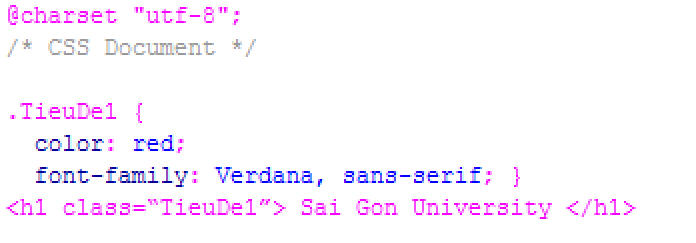 @charset "utf-8";
/* CSS Document */
.TieuDe1 {
color: red;
font-family: Verdana, sans-serif; }
<h1 class=“TieuDe1”> Sai Gon University </h1>